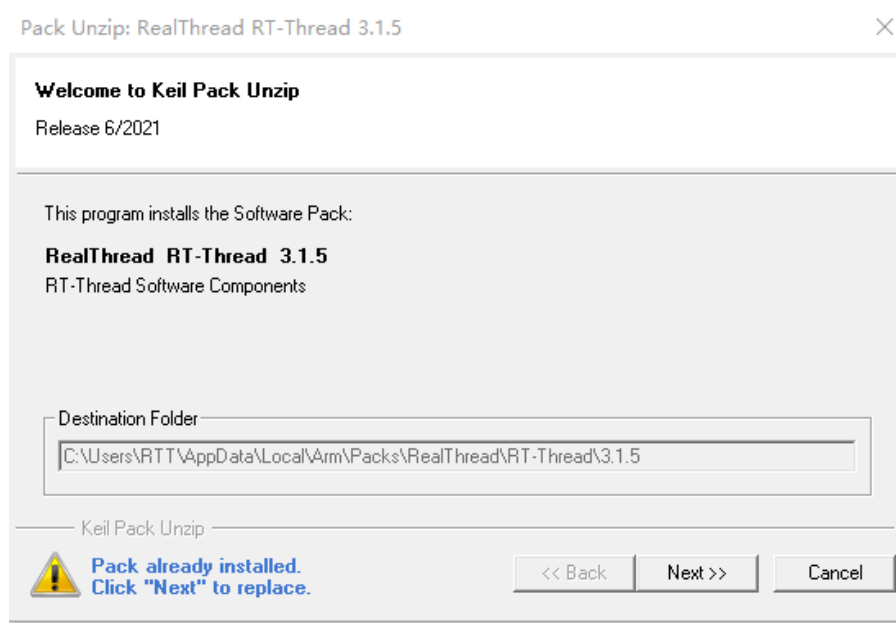 Pack Unzip: RealThread RT-Thread 3.1.5
Welcome to Keil Pack Unzip
Release 6/2021
This program installs the Software Pack:
RealThread RT-Thread 3.1.5
RT-Thread Software Components
Destination Folder
C:\Users\RTT\AppData\Local\Arm\Packs\RealThread\RT-Thread\3.1.5
Keil Pack Unzip
Pack already installed.
Click "Next" to replace.
<< Back Next >> Cancel